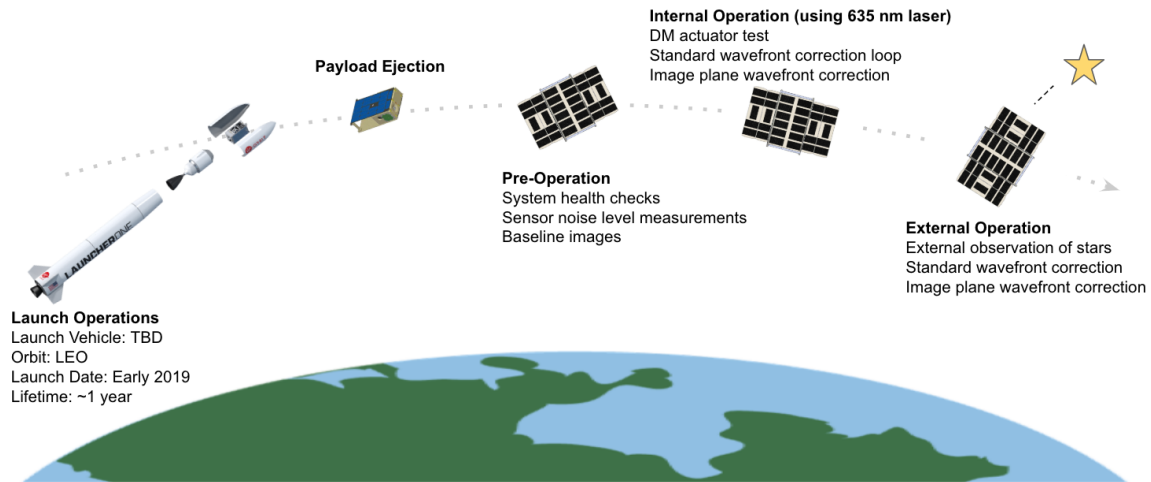 Internal Operation (using 635 nm laser)
DM actuator test
Standard wavefront correction loop
Image plane wavefront correction
Payload Ejection
Pre-Operation
System health checks
Sensor noise level measurements
Baseline images
LAUNCHERONE
External Operation
External observation of stars
Standard wavefront correction
Image plane wavefront correction
Launch Operations
Launch Vehicle: TBD
Orbit: LEO
Launch Date: Early 2019
Lifetime: ~1 year